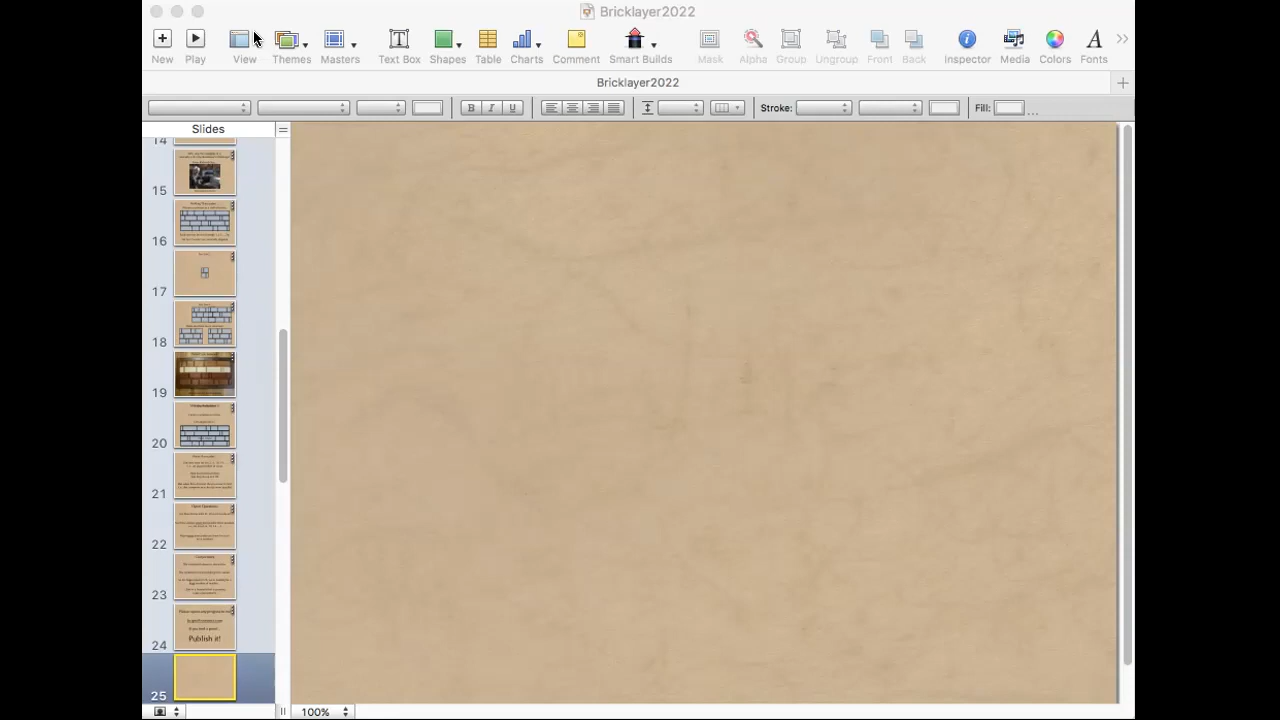 Bricklayer2022
New Play View Themes Masters Text Box Shapes Table Charts Comment Smart Builds Mask Alpha Group Ungroup Front Back Inspector Media Colors Fonts
Bricklayer2022
B I U Stroke: Fill:
Slides
14
15
16
17
18
19
20
21
22
23
24
Publish it!
25
100%